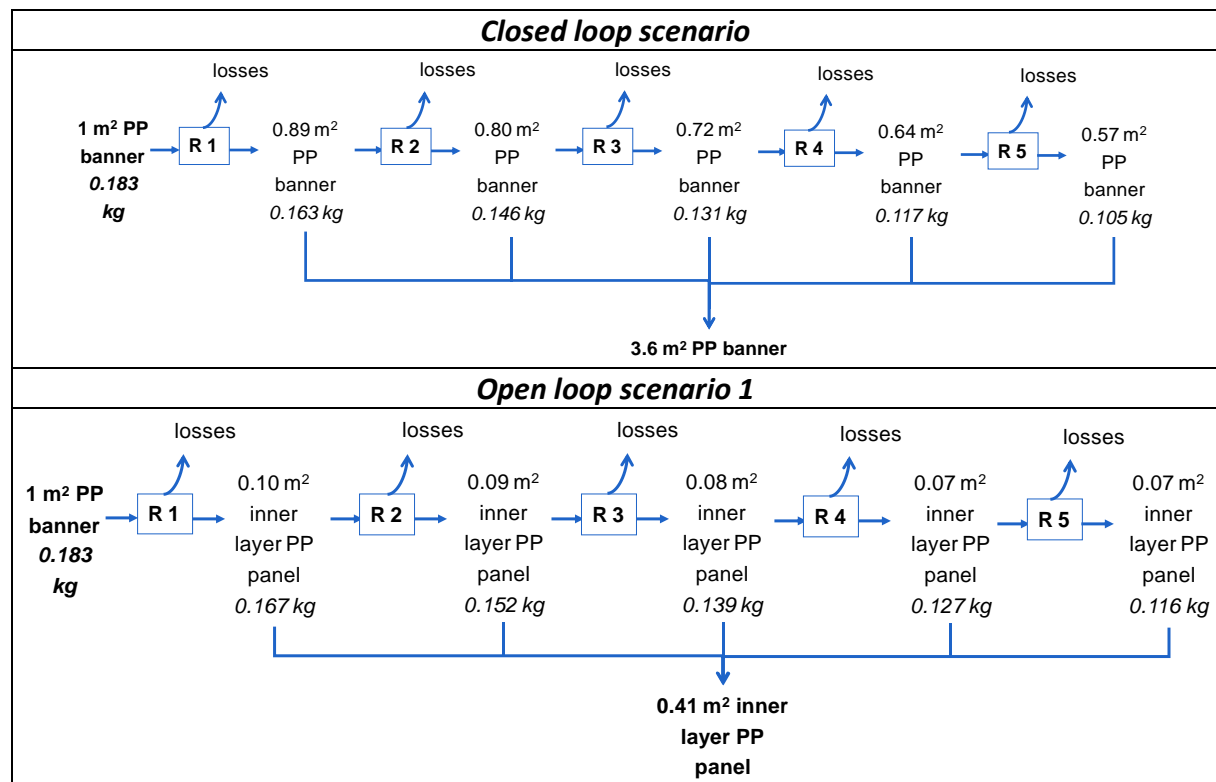 Closed loop scenario
losses
losses
losses
losses
losses
1 m² PP
banner
0.183
kg
R 1
0.89 m²
PP
banner
0.163 kg
R 2
0.80 m²
PP
banner
0.146 kg
R 3
0.72 m²
PP
banner
0.131 kg
R 4
0.64 m²
PP
banner
0.117 kg
R 5
0.57 m²
PP
banner
0.105 kg
3.6 m² PP banner
Open loop scenario 1
losses
losses
losses
losses
losses
1 m² PP
banner
0.183
kg
R 1
0.10 m²
inner
layer PP
panel
0.167 kg
R 2
0.09 m²
inner
layer PP
panel
0.152 kg
R 3
0.08 m²
inner
layer PP
panel
0.139 kg
R 4
0.07 m²
inner
layer PP
panel
0.127 kg
R 5
0.07 m²
inner
layer PP
panel
0.116 kg
0.41 m² inner
layer PP
panel